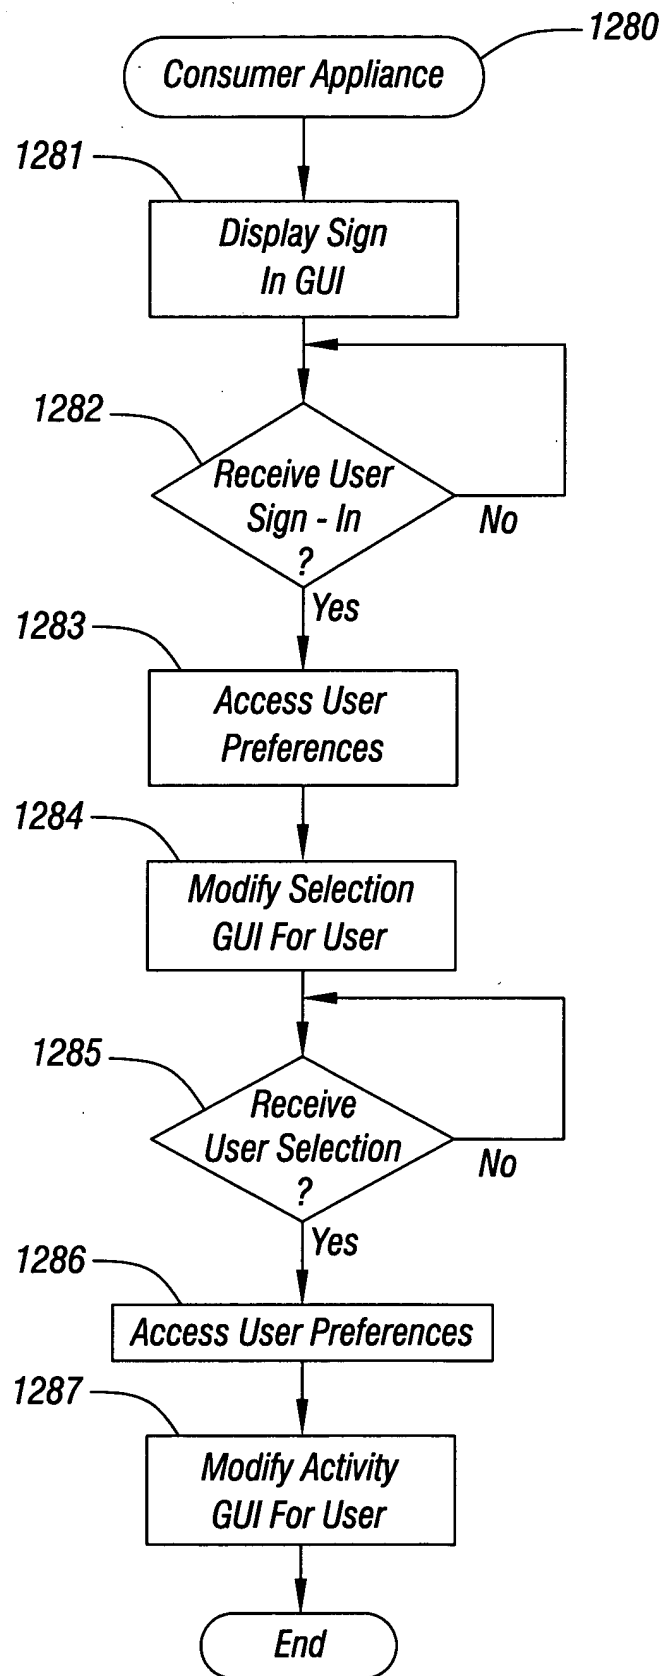 1280
Consumer Appliance
1281
Display Sign
In GUI
1282
Receive User
Sign - In
?
No
Yes
1283
Access User
Preferences
1284
Modify Selection
GUI For User
1285
Receive
User Selection
?
No
Yes
1286
Access User Preferences
1287
Modify Activity
GUI For User
End